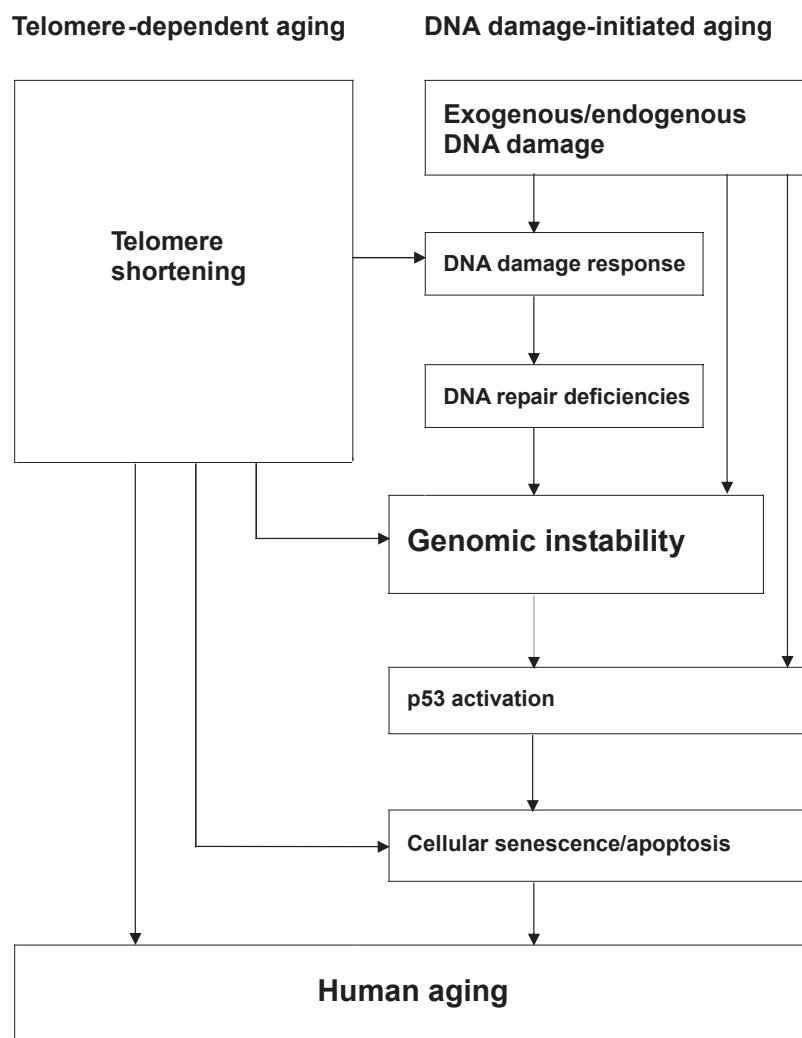 Telomere-dependent aging
DNA damage-initiated aging
Exogenous/endogenous
DNA damage
Telomere
shortening
DNA damage response
DNA repair deficiencies
Genomic instability
p53 activation
Cellular senescence/apoptosis
Human aging